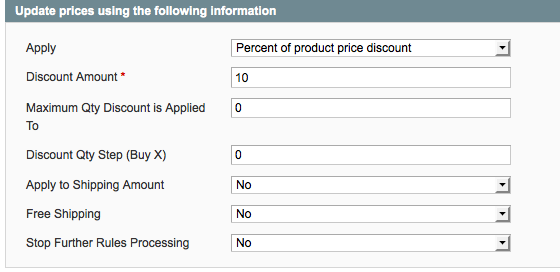 Update prices using the following information
Apply Percent of product price discount
Discount Amount * 10
Maximum Qty Discount is Applied 0
To
Discount Qty Step (Buy X) 0
Apply to Shipping Amount No
Free Shipping No
Stop Further Rules Processing No